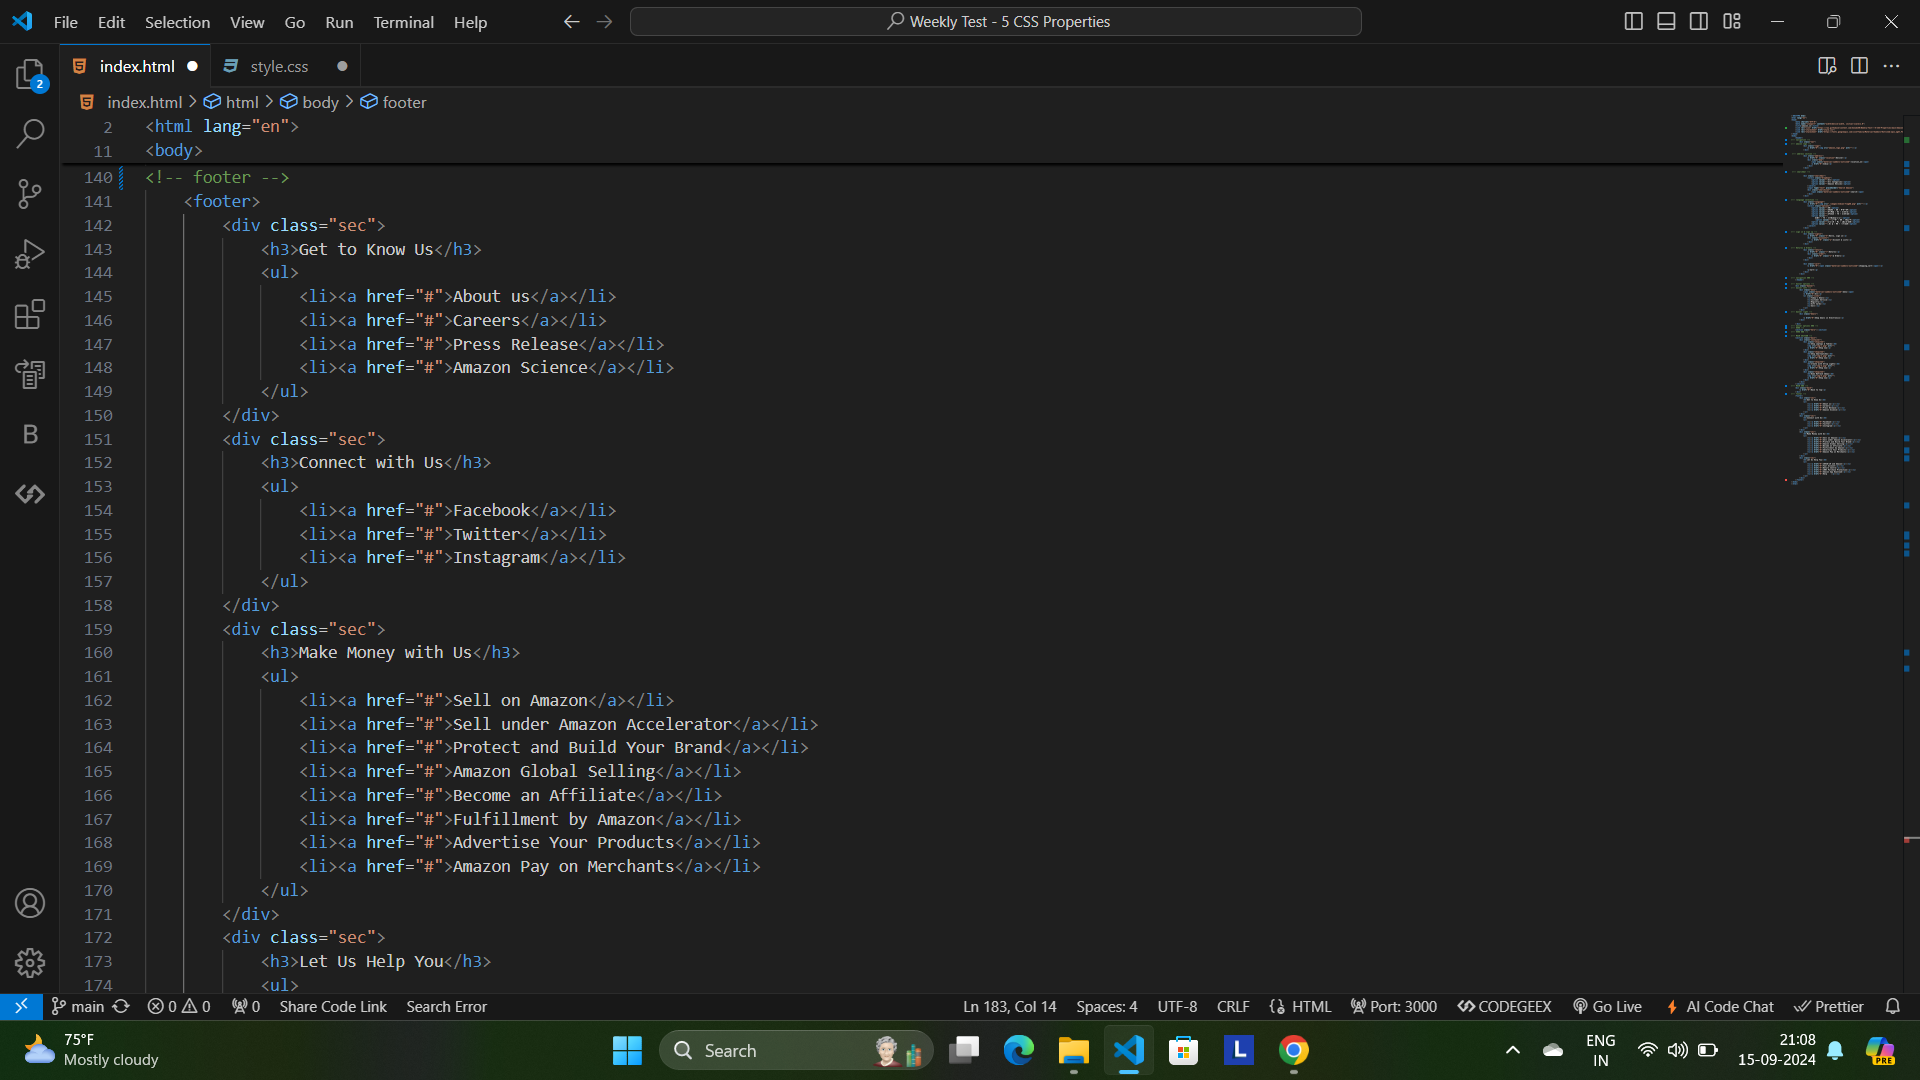 File Edit Selection View Go Run Terminal Help
Weekly Test - 5 CSS Properties
2
index.html
style.css
index.html > html > body > footer
2 <html lang="en">
11 <body>
140 <!-- footer -->
141 <footer>
142 <div class="sec">
143 <h3>Get to Know Us</h3>
144 <ul>
145 <li><a href="#">About us</a></li>
146 <li><a href="#">Careers</a></li>
147 <li><a href="#">Press Release</a></li>
148 <li><a href="#">Amazon Science</a></li>
149 </ul>
150 </div>
151 <div class="sec">
152 <h3>Connect with Us</h3>
153 <ul>
154 <li><a href="#">Facebook</a></li>
155 <li><a href="#">Twitter</a></li>
156 <li><a href="#">Instagram</a></li>
157 </ul>
158 </div>
159 <div class="sec">
160 <h3>Make Money with Us</h3>
161 <ul>
162 <li><a href="#">Sell on Amazon</a></li>
163 <li><a href="#">Sell under Amazon Accelerator</a></li>
164 <li><a href="#">Protect and Build Your Brand</a></li>
165 <li><a href="#">Amazon Global Selling</a></li>
166 <li><a href="#">Become an Affiliate</a></li>
167 <li><a href="#">Fulfillment by Amazon</a></li>
168 <li><a href="#">Advertise Your Products</a></li>
169 <li><a href="#">Amazon Pay on Merchants</a></li>
170 </ul>
171 </div>
172 <div class="sec">
173 <h3>Let Us Help You</h3>
174 <ul>
main 0 0 0 Share Code Link Search Error Ln 183, Col 14 Spaces: 4 UTF-8 CRLF HTML Port: 3000 CODEGEEX Go Live AI Code Chat Prettier
75°F
Mostly cloudy
Search
L
ENG
IN
21:08
15-09-2024
PRE